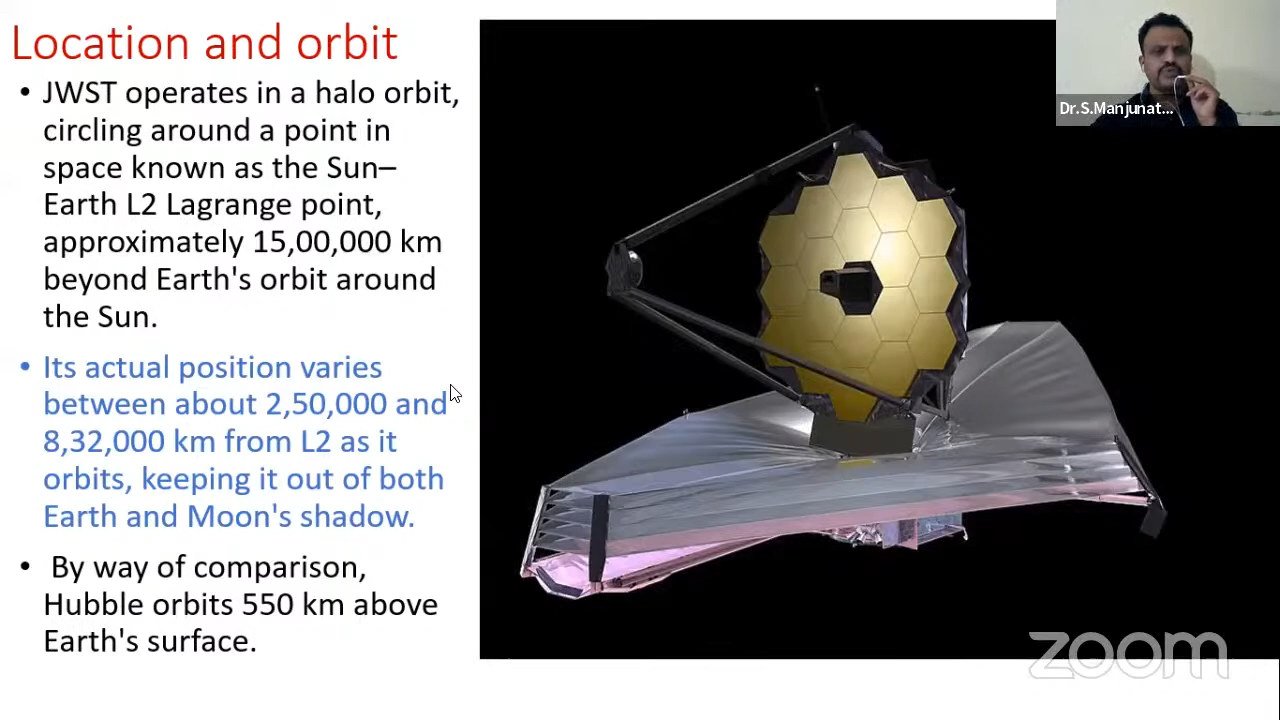 Location and orbit
• JWST operates in a halo orbit,
circling around a point in
space known as the Sun–
Earth L2 Lagrange point,
approximately 15,00,000 km
beyond Earth's orbit around
the Sun.
• Its actual position varies
between about 2,50,000 and
8,32,000 km from L2 as it
orbits, keeping it out of both
Earth and Moon's shadow.
• By way of comparison,
Hubble orbits 550 km above
Earth's surface.
Dr.S.Manjunat...
zoom